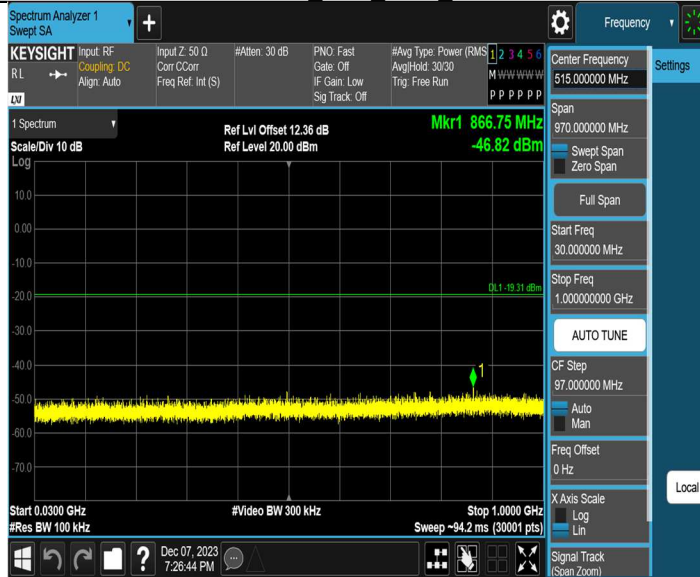 Spectrum Analyzer 1
Swept SA
Frequency
KEYSIGHT
RL
LXI
Input: RF
Coupling: DC
Align: Auto
Input Z: 50 Ω
Corr CCorr
Freq Ref: Int (S)
#Atten: 30 dB
PNO: Fast
Gate: Off
IF Gain: Low
Sig Track: Off
#Avg Type: Power (RMS
Avg|Hold: 30/30
Trig: Free Run
1 2 3 4 5 6
M W W W W W
P P P P P P
1 Spectrum
Scale/Div 10 dB
Log
Ref Lvl Offset 12.36 dB
Ref Level 20.00 dBm
Mkr1 866.75 MHz
-46.82 dBm
10.0
0.00
-10.0
-20.0
-30.0
-40.0
-50.0
-60.0
-70.0
DL1 -19.31 dBm
1
Start 0.0300 GHz
#Res BW 100 kHz
#Video BW 300 kHz
Stop 1.0000 GHz
Sweep ~94.2 ms (30001 pts)
Dec 07, 2023
7:26:44 PM
Center Frequency
515.000000 MHz
Span
970.000000 MHz
Swept Span
Zero Span
Full Span
Start Freq
30.000000 MHz
Stop Freq
1.000000000 GHz
AUTO TUNE
CF Step
97.000000 MHz
Auto
Man
Freq Offset
0 Hz
X Axis Scale
Log
Lin
Signal Track
(Span Zoom)
Settings
Local